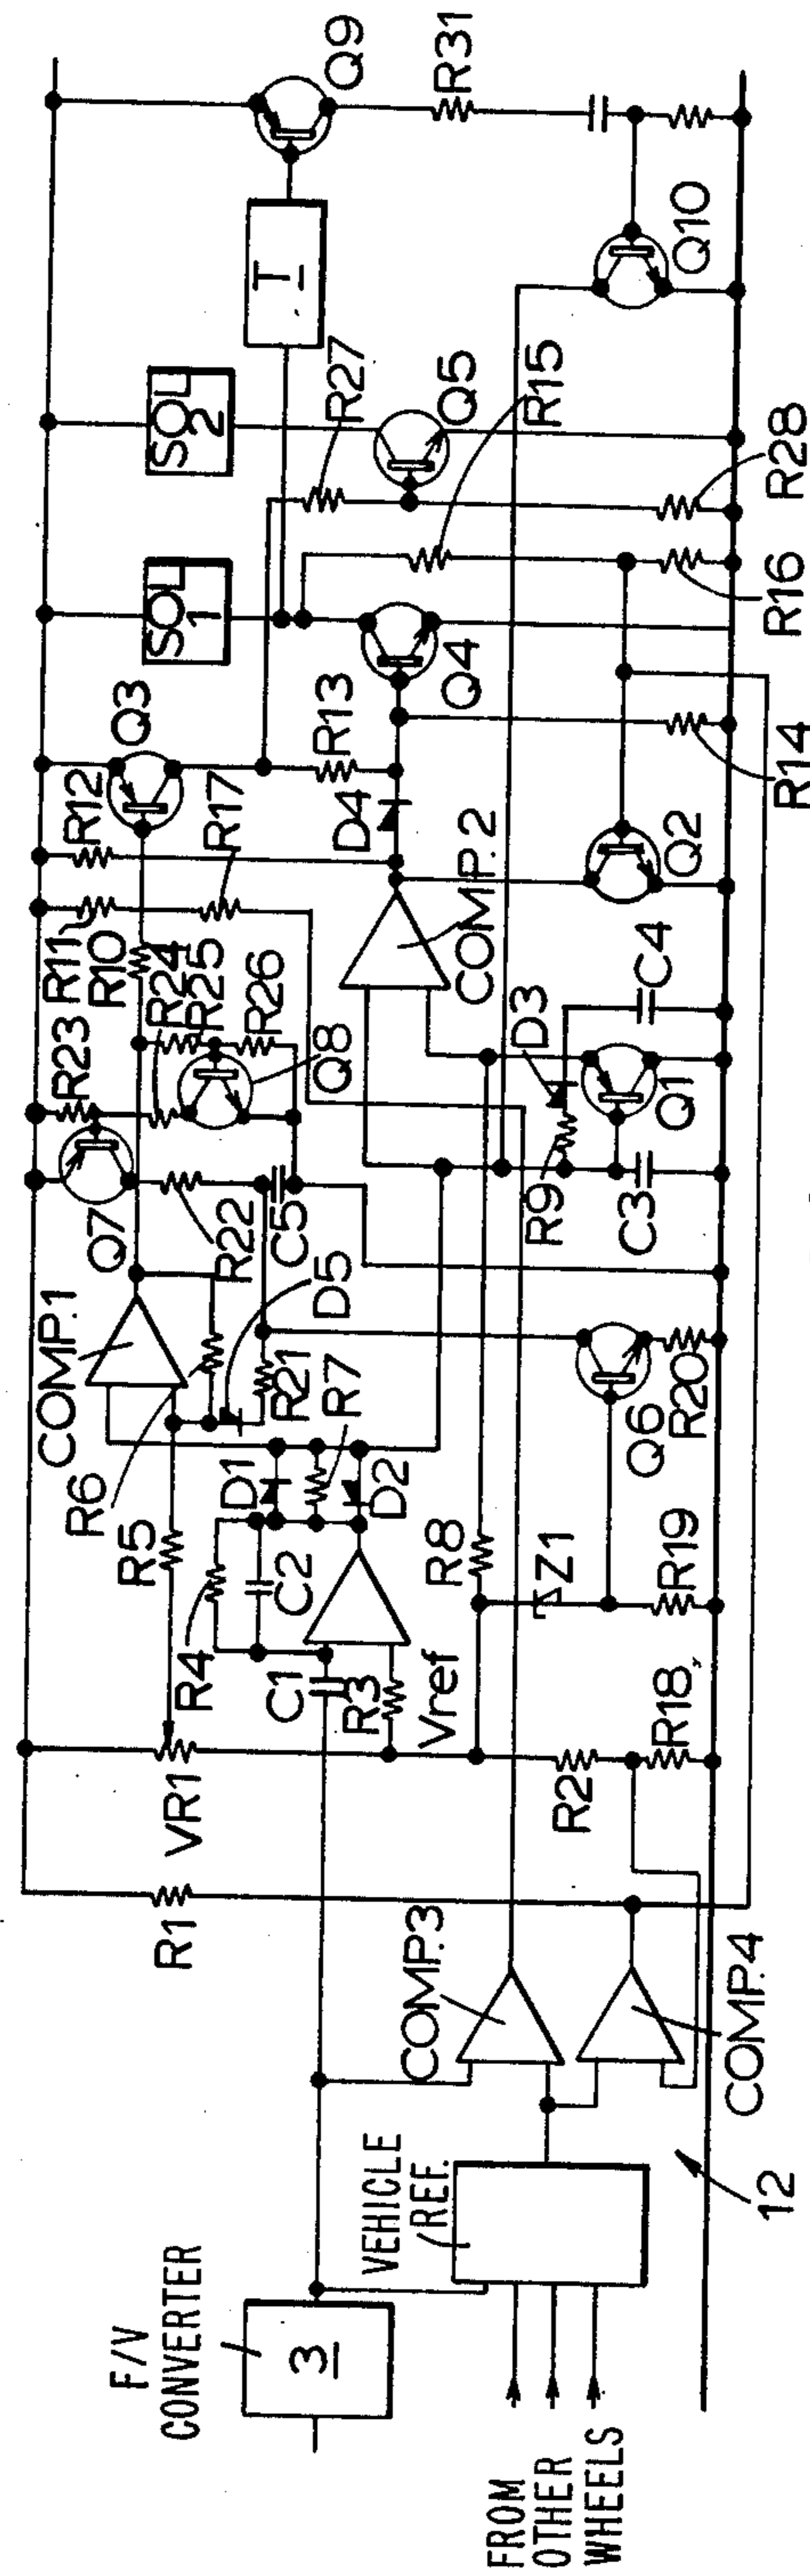 F/V
CONVERTER
3
FROM
OTHER
WHEELS
VEHICLE
REF.
12
COMP.3
COMP.4
R1
VR1
R2
R18
Vref
R3
C1
C2
R4
R5
R6
D1
R7
D2
R8
Z1
R19
Q6
R20
R21
D5
COMP.1
Q7
R22
C5
R23
R24
R25
R26
Q8
R9
D3
C3
C4
Q1
R10
R11
R12
R17
Q3
COMP.2
D4
R13
Q2
R14
Q4
SOL
1
R15
R16
SOL
2
R27
Q5
R28
T
Q9
R31
Q10